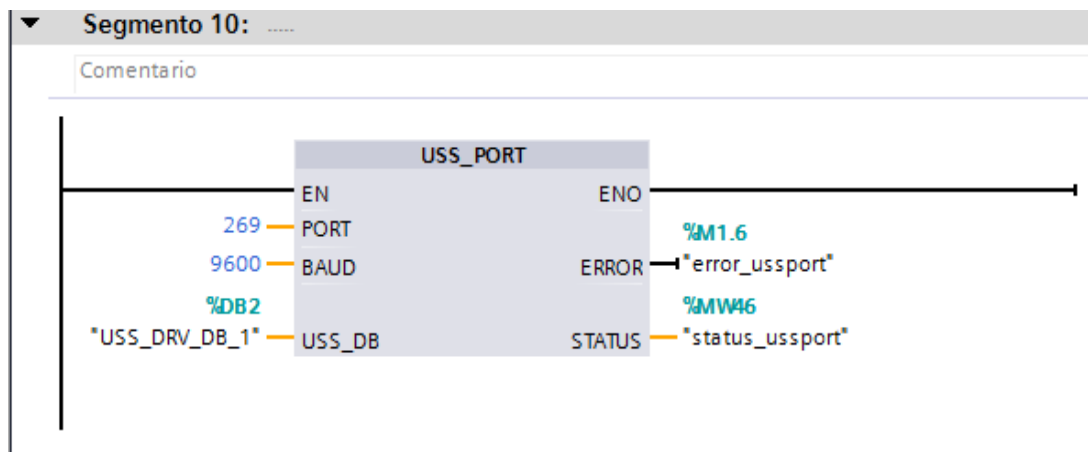 Segmento 10: .....
Comentario
USS_PORT
EN ENO
269 PORT %M1.6
9600 BAUD ERROR "error_ussport"
%DB2 %MW46
"USS_DRV_DB_1" USS_DB STATUS "status_ussport"